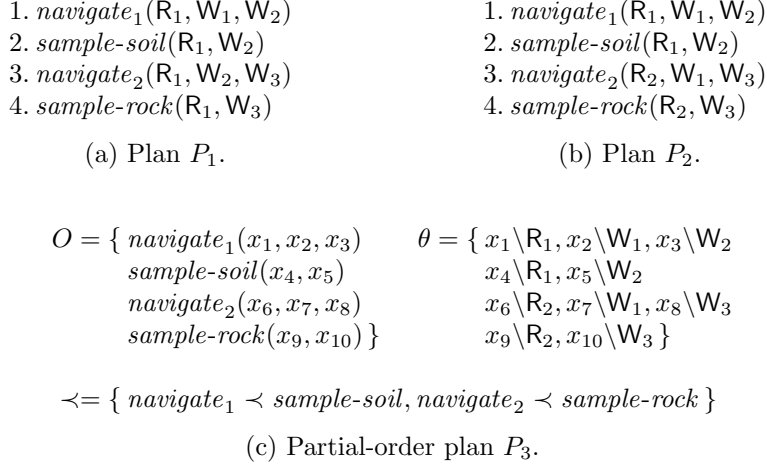 1. navigate₁(R₁, W₁, W₂) 1. navigate₁(R₁, W₁, W₂)
2. sample-soil(R₁, W₂) 2. sample-soil(R₁, W₂)
3. navigate₂(R₁, W₂, W₃) 3. navigate₂(R₂, W₁, W₃)
4. sample-rock(R₁, W₃) 4. sample-rock(R₂, W₃)
(a) Plan P₁. (b) Plan P₂.
O = { navigate₁(x₁, x₂, x₃) θ = { x₁\R₁, x₂\W₁, x₃\W₂
sample-soil(x₄, x₅) x₄\R₁, x₅\W₂
navigate₂(x₆, x₇, x₈) x₆\R₂, x₇\W₁, x₈\W₃
sample-rock(x₉, x₁₀) } x₉\R₂, x₁₀\W₃ }
≺= { navigate₁ ≺ sample-soil, navigate₂ ≺ sample-rock }
(c) Partial-order plan P₃.